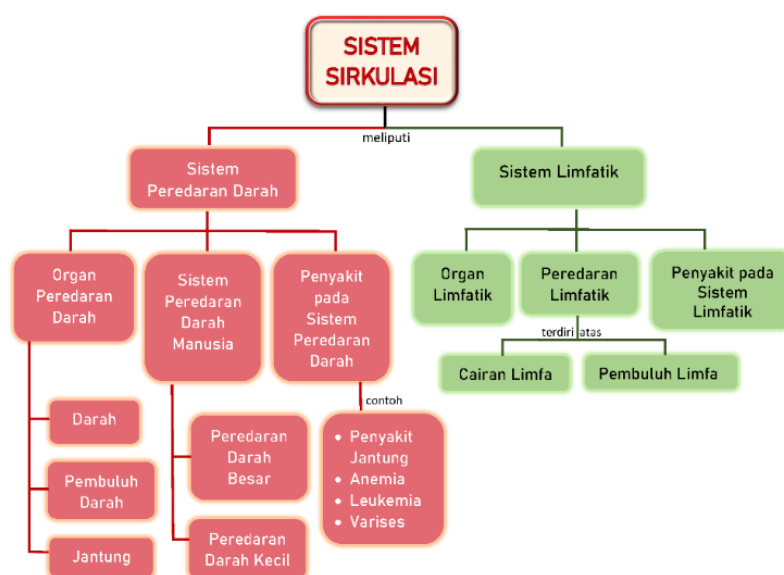 SISTEM
SIRKULASI
meliputi
Sistem
Peredaran Darah
Sistem Limfatik
Organ
Peredaran
Darah
Sistem
Peredaran
Darah
Manusia
Penyakit
pada
Sistem
Peredaran
Darah
Organ
Limfatik
Peredaran
Limfatik
Penyakit pada
Sistem
Limfatik
terdiri atas
Cairan Limfa
Pembuluh Limfa
contoh
Darah
Pembuluh
Darah
Jantung
Peredaran
Darah
Besar
Peredaran
Darah Kecil
• Penyakit
Jantung
• Anemia
• Leukemia
• Varises